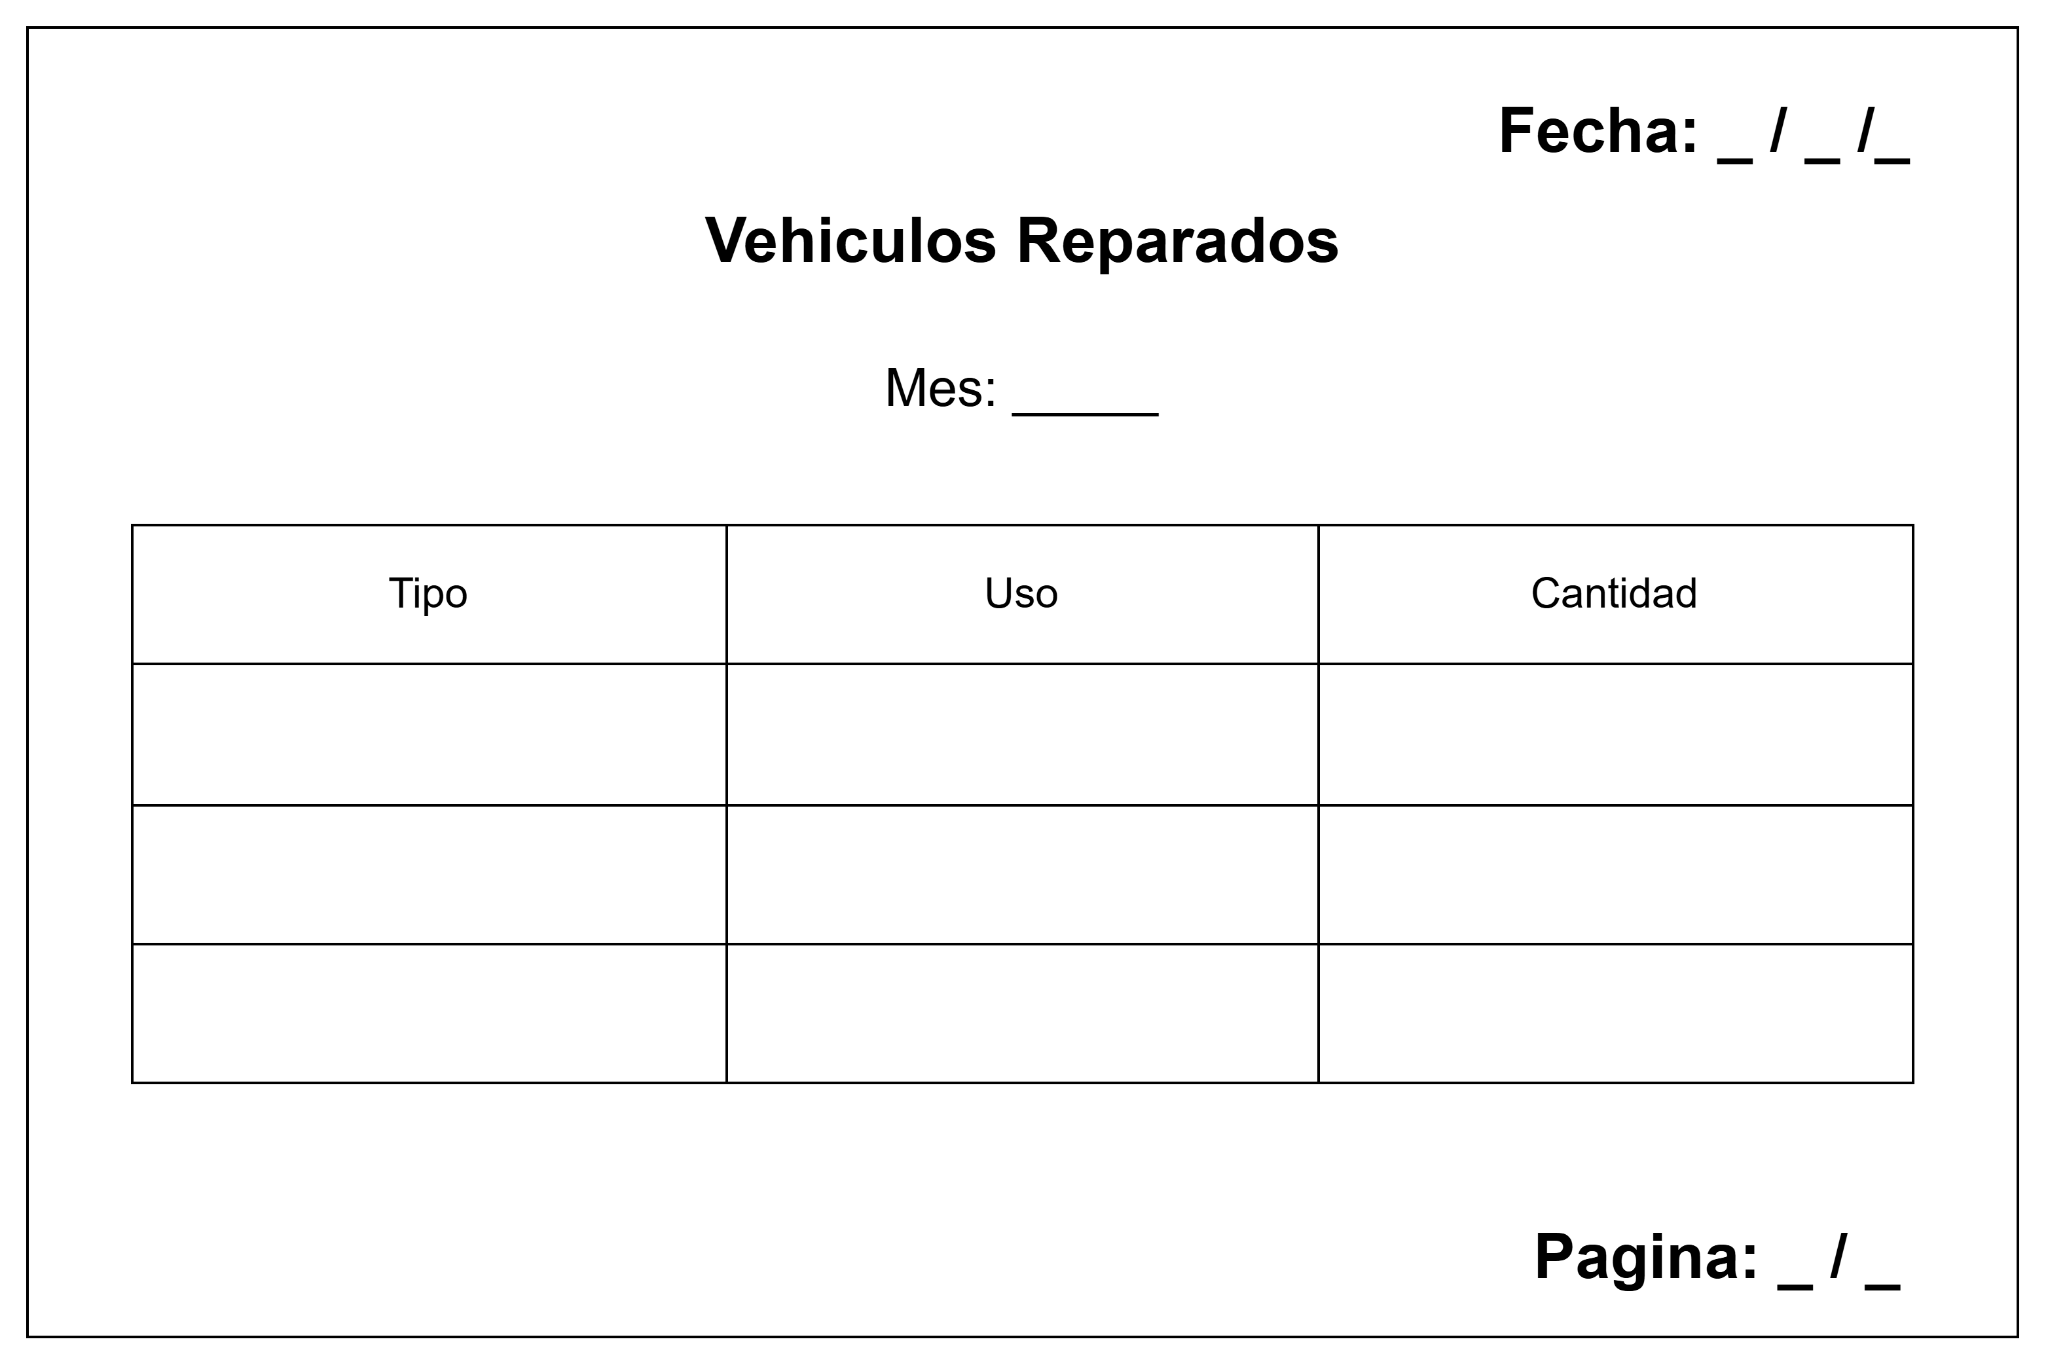 Fecha: _ / _ /_
Vehiculos Reparados
Mes: _____
Tipo Uso Cantidad
Pagina: _ / _